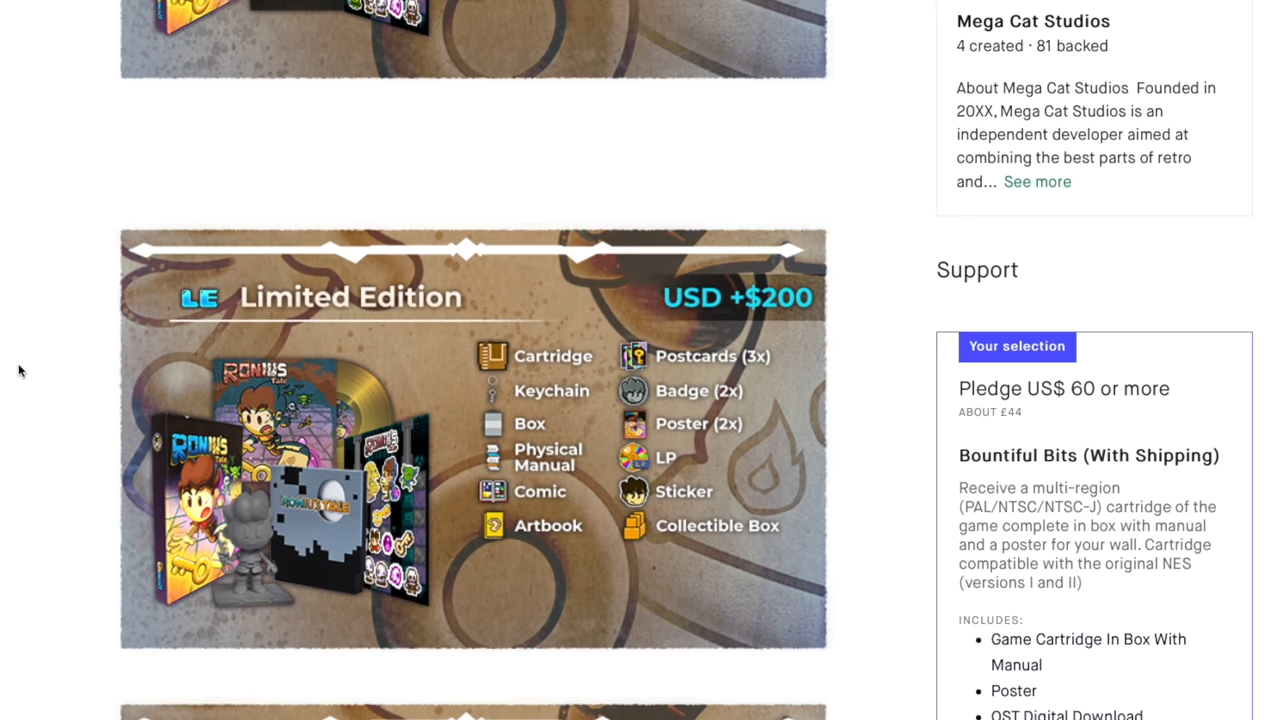 Mega Cat Studios
4 created · 81 backed
About Mega Cat Studios Founded in
20XX, Mega Cat Studios is an
independent developer aimed at
combining the best parts of retro
and... See more
LE Limited Edition USD +$200
Cartridge
Keychain
Box
Physical
Manual
Comic
Artbook
Postcards (3x)
Badge (2x)
Poster (2x)
LP
Sticker
Collectible Box
Support
Your selection
Pledge US$ 60 or more
ABOUT £44
Bountiful Bits (With Shipping)
Receive a multi-region
(PAL/NTSC/NTSC-J) cartridge of the
game complete in box with manual
and a poster for your wall. Cartridge
compatible with the original NES
(versions I and II)
INCLUDES:
Game Cartridge In Box With
Manual
Poster
OST Digital Download